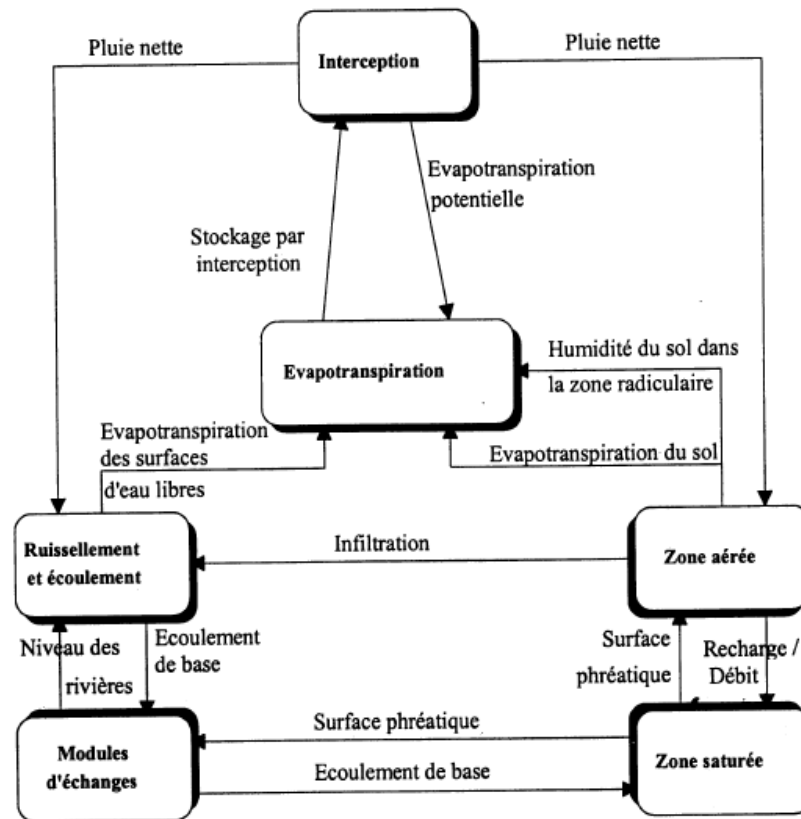 Pluie nette
Interception
Pluie nette
Evapotranspiration
potentielle
Stockage par
interception
Evapotranspiration
Humidité du sol dans
la zone radiculaire
Evapotranspiration
des surfaces
d'eau libres
Evapotranspiration du sol
Ruissellement
et écoulement
Infiltration
Zone aérée
Niveau des
rivières
Ecoulement
de base
Surface
phréatique
Recharge /
Débit
Modules
d'échanges
Surface phréatique
Ecoulement de base
Zone saturée